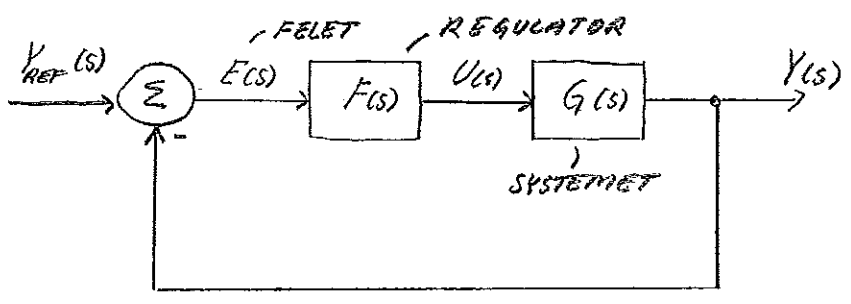 FELET
REGULATOR
Y_REF (s)
Σ
E(s)
F(s)
U(s)
G(s)
Y(s)
-
SYSTEMET